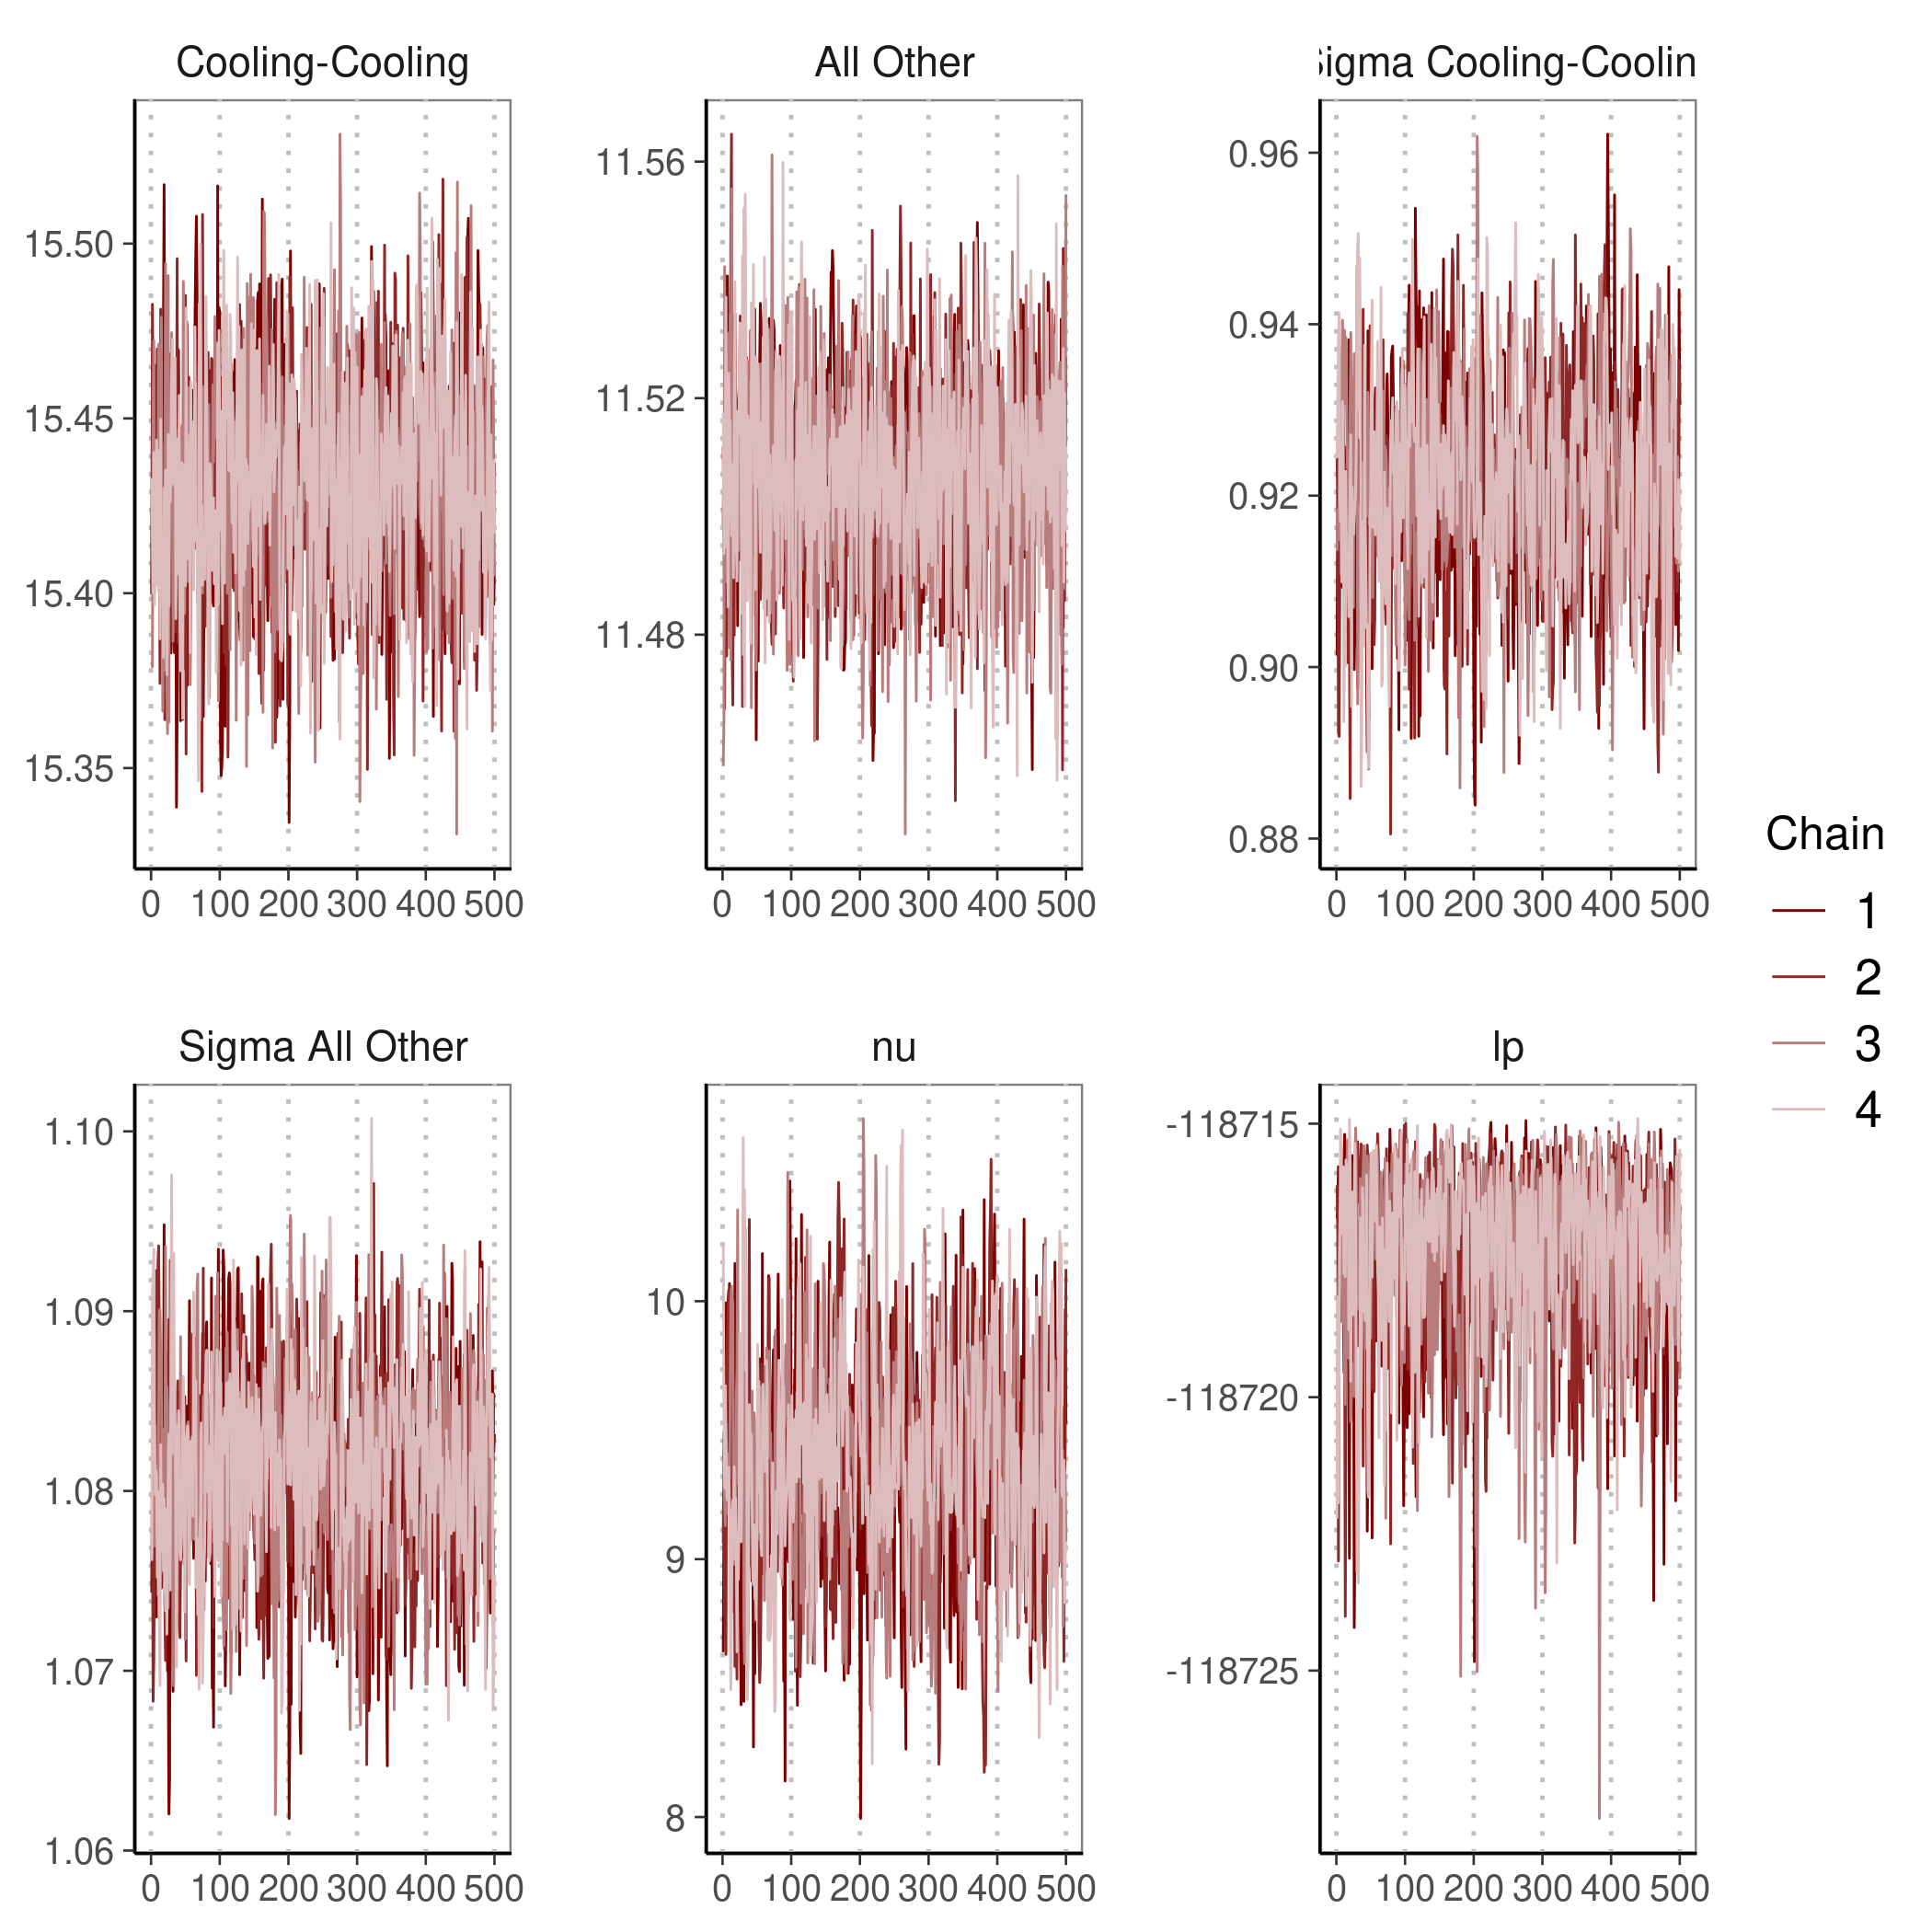 Cooling-Cooling
All Other
Sigma Cooling-Coolin
15.50
15.45
15.40
15.35
11.56
11.52
11.48
0.96
0.94
0.92
0.90
0.88
0 100 200 300 400 500
0 100 200 300 400 500
0 100 200 300 400 500
Chain
1
2
3
4
Sigma All Other
nu
lp
1.10
1.09
1.08
1.07
1.06
10
9
8
-118715
-118720
-118725
0 100 200 300 400 500
0 100 200 300 400 500
0 100 200 300 400 500